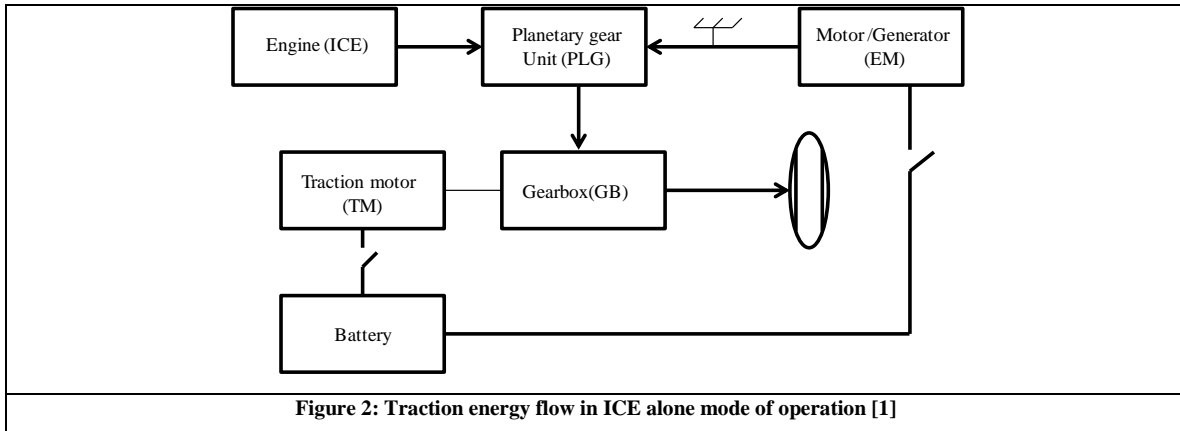 Engine (ICE)
Planetary gear
Unit (PLG)
Motor /Generator
(EM)
Traction motor
(TM)
Gearbox(GB)
Battery
Figure 2: Traction energy flow in ICE alone mode of operation [1]